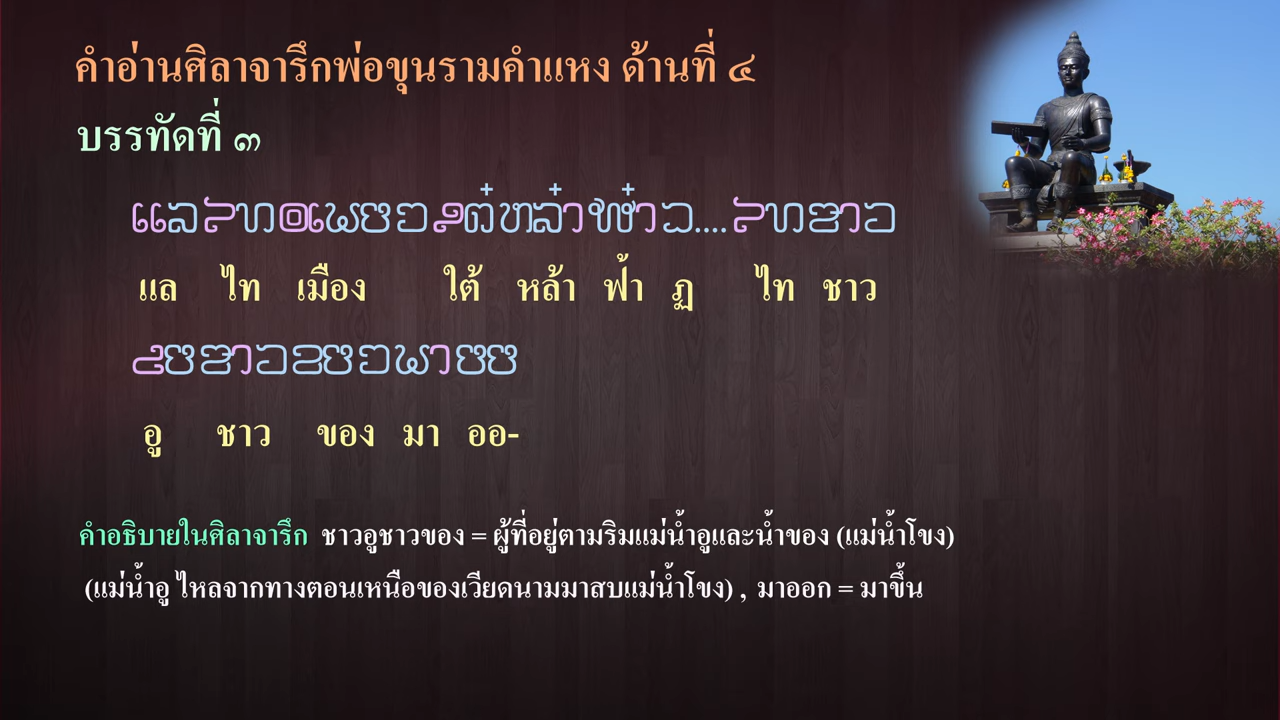 คำอ่านศิลาจารึกพ่อขุนรามคำแหง ด้านที่ ๔
บรรทัดที่ ๓
แล ไท เมือง ใต้ หล้า ฟ้า ฏ ไท ชาว
อู ชาว ของ มา ออ-
คำอธิบายในศิลาจารึก ชาวอูชาวของ = ผู้ที่อยู่ตามริมแม่น้ำอูและน้ำของ (แม่น้ำโขง)
(แม่น้ำอู ไหลจากทางตอนเหนือของเวียดนามมาสบแม่น้ำโขง) , มาออก = มาขึ้น